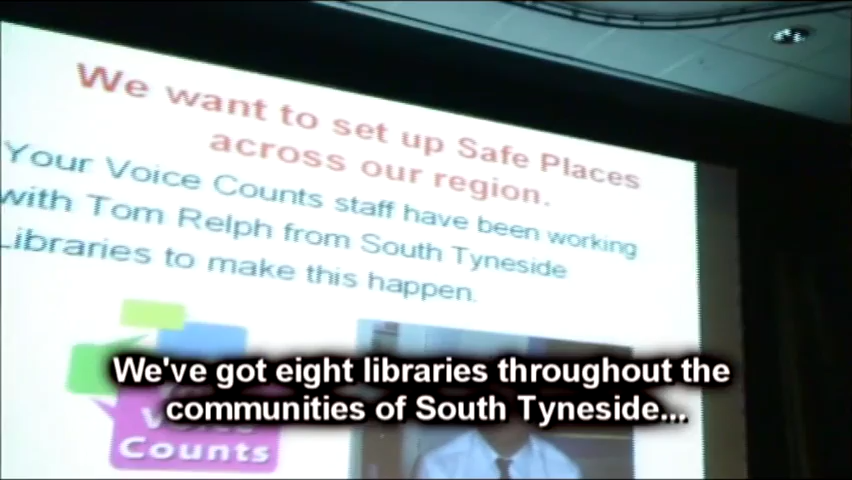 We want to set up Safe Places
across our region.
Your Voice Counts staff have been working
with Tom Relph from South Tyneside
Libraries to make this happen.
Voice
Counts
We've got eight libraries throughout the
communities of South Tyneside...